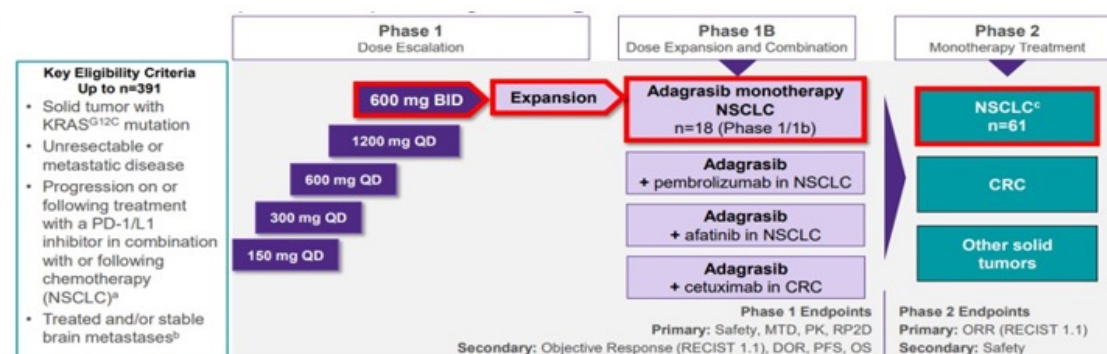 Phase 1
Dose Escalation
Phase 1B
Dose Expansion and Combination
Phase 2
Monotherapy Treatment
Key Eligibility Criteria
Up to n=391
• Solid tumor with
KRASG12C mutation
• Unresectable or
metastatic disease
• Progression on or
following treatment
with a PD-1/L1
inhibitor in combination
with or following
chemotherapy
(NSCLC)a
• Treated and/or stable
brain metastasesb
600 mg BID
1200 mg QD
600 mg QD
300 mg QD
150 mg QD
Expansion
Adagrasib monotherapy
NSCLC
n=18 (Phase 1/1b)
Adagrasib
+ pembrolizumab in NSCLC
Adagrasib
+ afatinib in NSCLC
Adagrasib
+ cetuximab in CRC
NSCLCc
n=61
CRC
Other solid
tumors
Phase 1 Endpoints
Primary: Safety, MTD, PK, RP2D
Secondary: Objective Response (RECIST 1.1), DOR, PFS, OS
Phase 2 Endpoints
Primary: ORR (RECIST 1.1)
Secondary: Safety